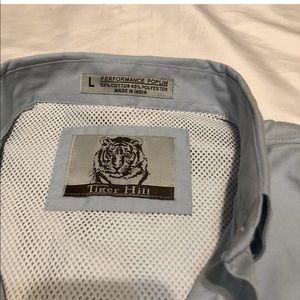 L
PERFORMANCE POPLIN
52% COTTON 48% POLYESTER
MADE IN INDIA
Tiger Hill